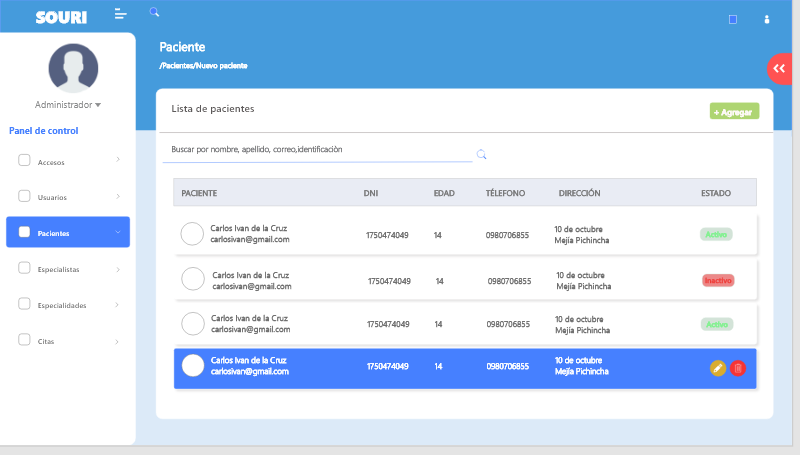 SOURI
Administrador
Panel de control
Accesos
Usuarios
Pacientes
Especialistas
Especialidades
Citas
Paciente
/Pacientes/Nuevo paciente
Lista de pacientes
+ Agregar
Buscar por nombre, apellido, correo,identificaciòn
PACIENTE DNI EDAD TÉLEFONO DIRECCIÓN ESTADO
Carlos Ivan de la Cruz
carlosivan@gmail.com
1750474049 14 0980706855
10 de octubre
Mejía Pichincha
Activo
Carlos Ivan de la Cruz
carlosivan@gmail.com
1750474049 14 0980706855
10 de octubre
Mejía Pichincha
Inactivo
Carlos Ivan de la Cruz
carlosivan@gmail.com
1750474049 14 0980706855
10 de octubre
Mejía Pichincha
Activo
Carlos Ivan de la Cruz
carlosivan@gmail.com
1750474049 14 0980706855
10 de octubre
Mejía Pichincha